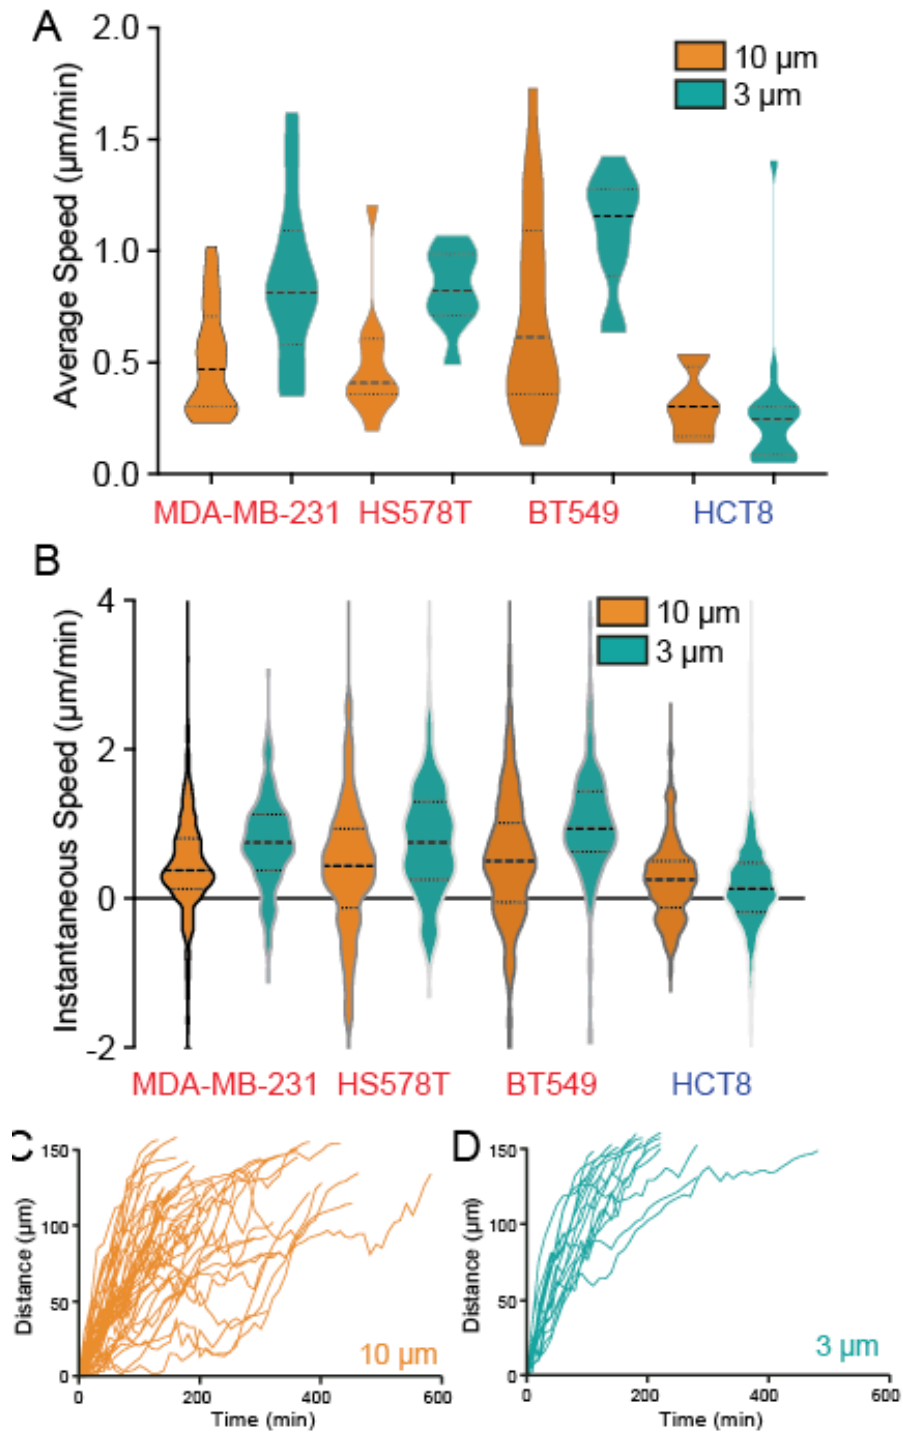 A
2.0
1.5
1.0
0.5
0.0
Average Speed (µm/min)
10 µm
3 µm
MDA-MB-231 HS578T BT549 HCT8
B
4
2
0
-2
Instantaneous Speed (µm/min)
10 µm
3 µm
MDA-MB-231 HS578T BT549 HCT8
C
150
100
50
0
Distance (µm)
10 µm
0 200 400 600
Time (min)
D
150
100
50
0
Distance (µm)
3 µm
0 200 400 600
Time (min)